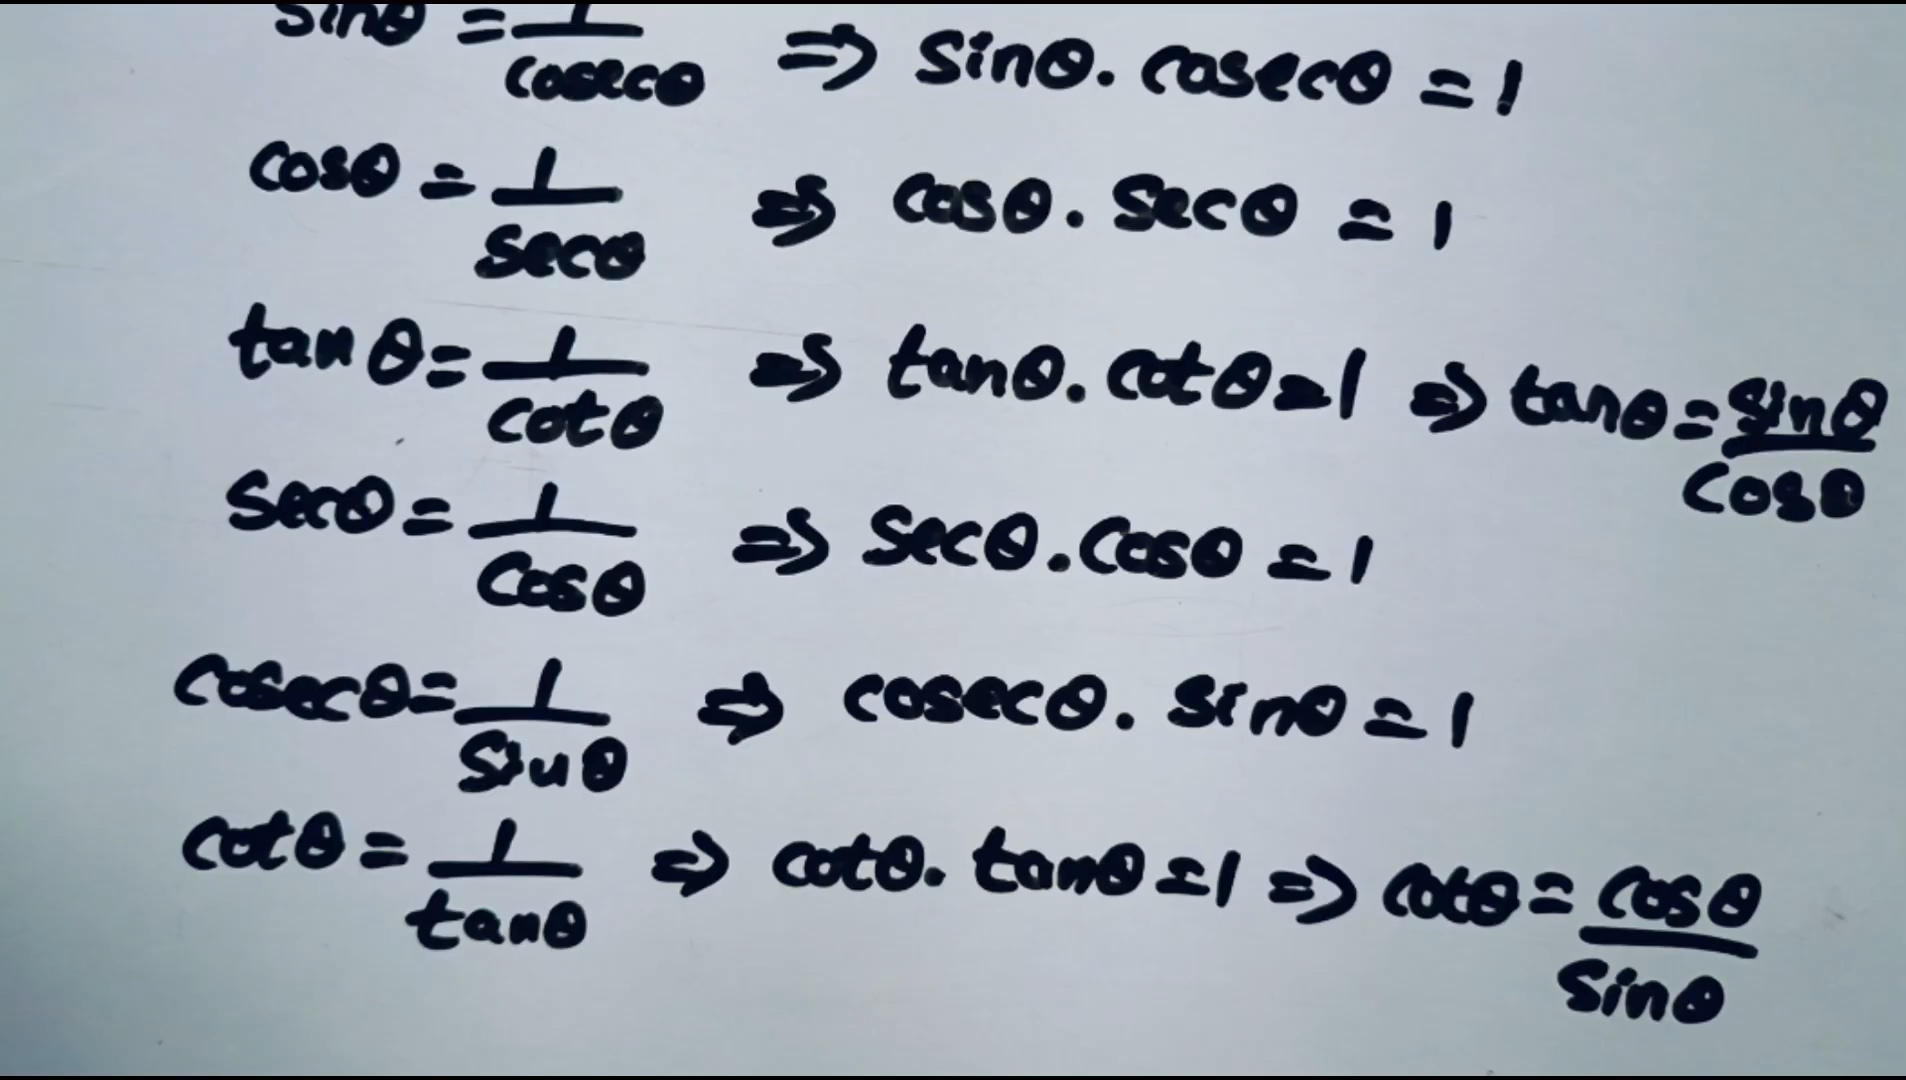 sinθ = 1/cosecθ ⇒ sinθ. cosecθ = 1
cosθ = 1/secθ ⇒ cosθ. secθ = 1
tanθ = 1/cotθ ⇒ tanθ. cotθ = 1 ⇒ tanθ = sinθ/cosθ
secθ = 1/cosθ ⇒ secθ. cosθ = 1
cosecθ = 1/sinθ ⇒ cosecθ. sinθ = 1
cotθ = 1/tanθ ⇒ cotθ. tanθ = 1 ⇒ cotθ = cosθ/sinθ